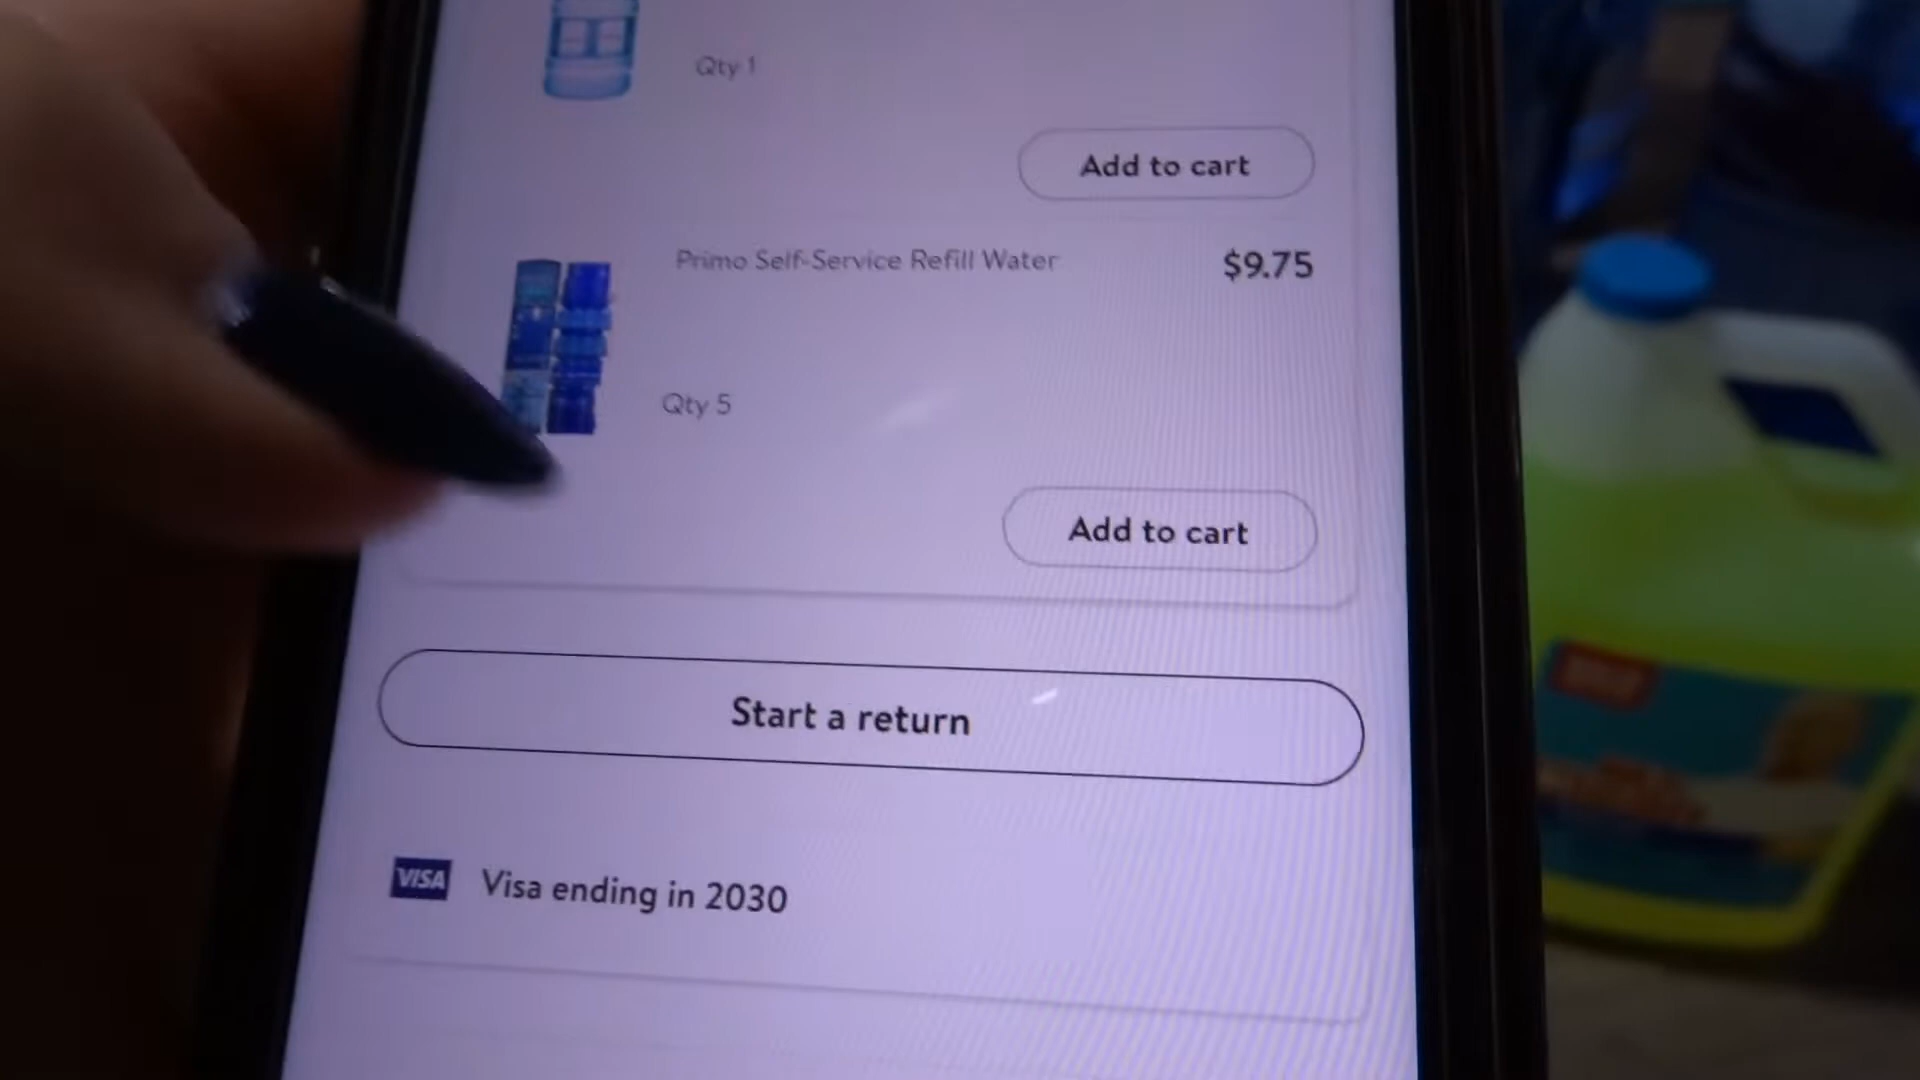 Qty 1
Add to cart
Primo Self-Service Refill Water
$9.75
Qty 5
Add to cart
Start a return
VISA
Visa ending in 2030